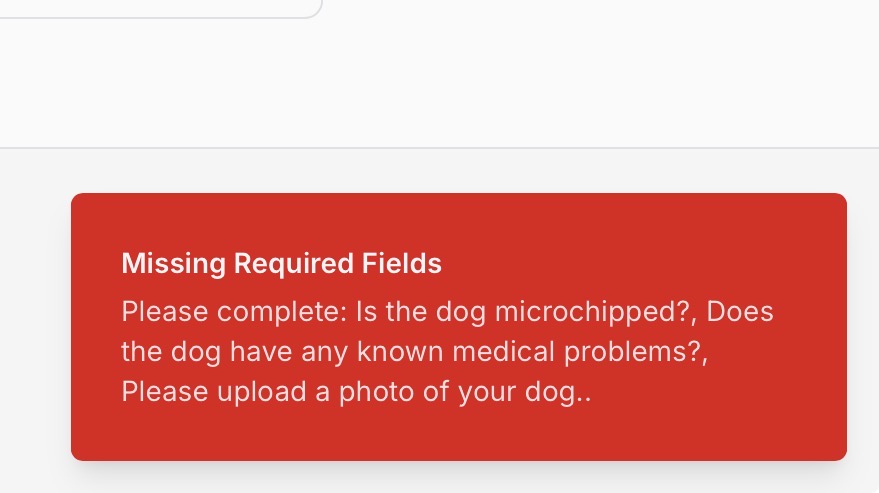 Missing Required Fields
Please complete: Is the dog microchipped?, Does
the dog have any known medical problems?,
Please upload a photo of your dog..